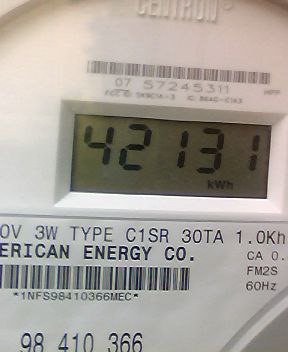 CENTRON®
07 57245311
42131
kWh
0V 3W TYPE C1SR 30TA 1.0Kh
ERICAN ENERGY CO.
CA 0.
FM2S
*1NFS98410366MEC*
60Hz
98 410 366